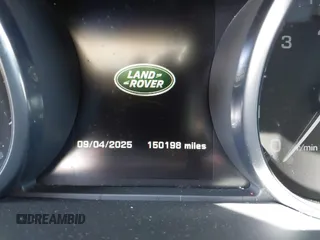 LAND
ROVER
09/04/2025 150198 miles
3
0
/min
DREAMBID